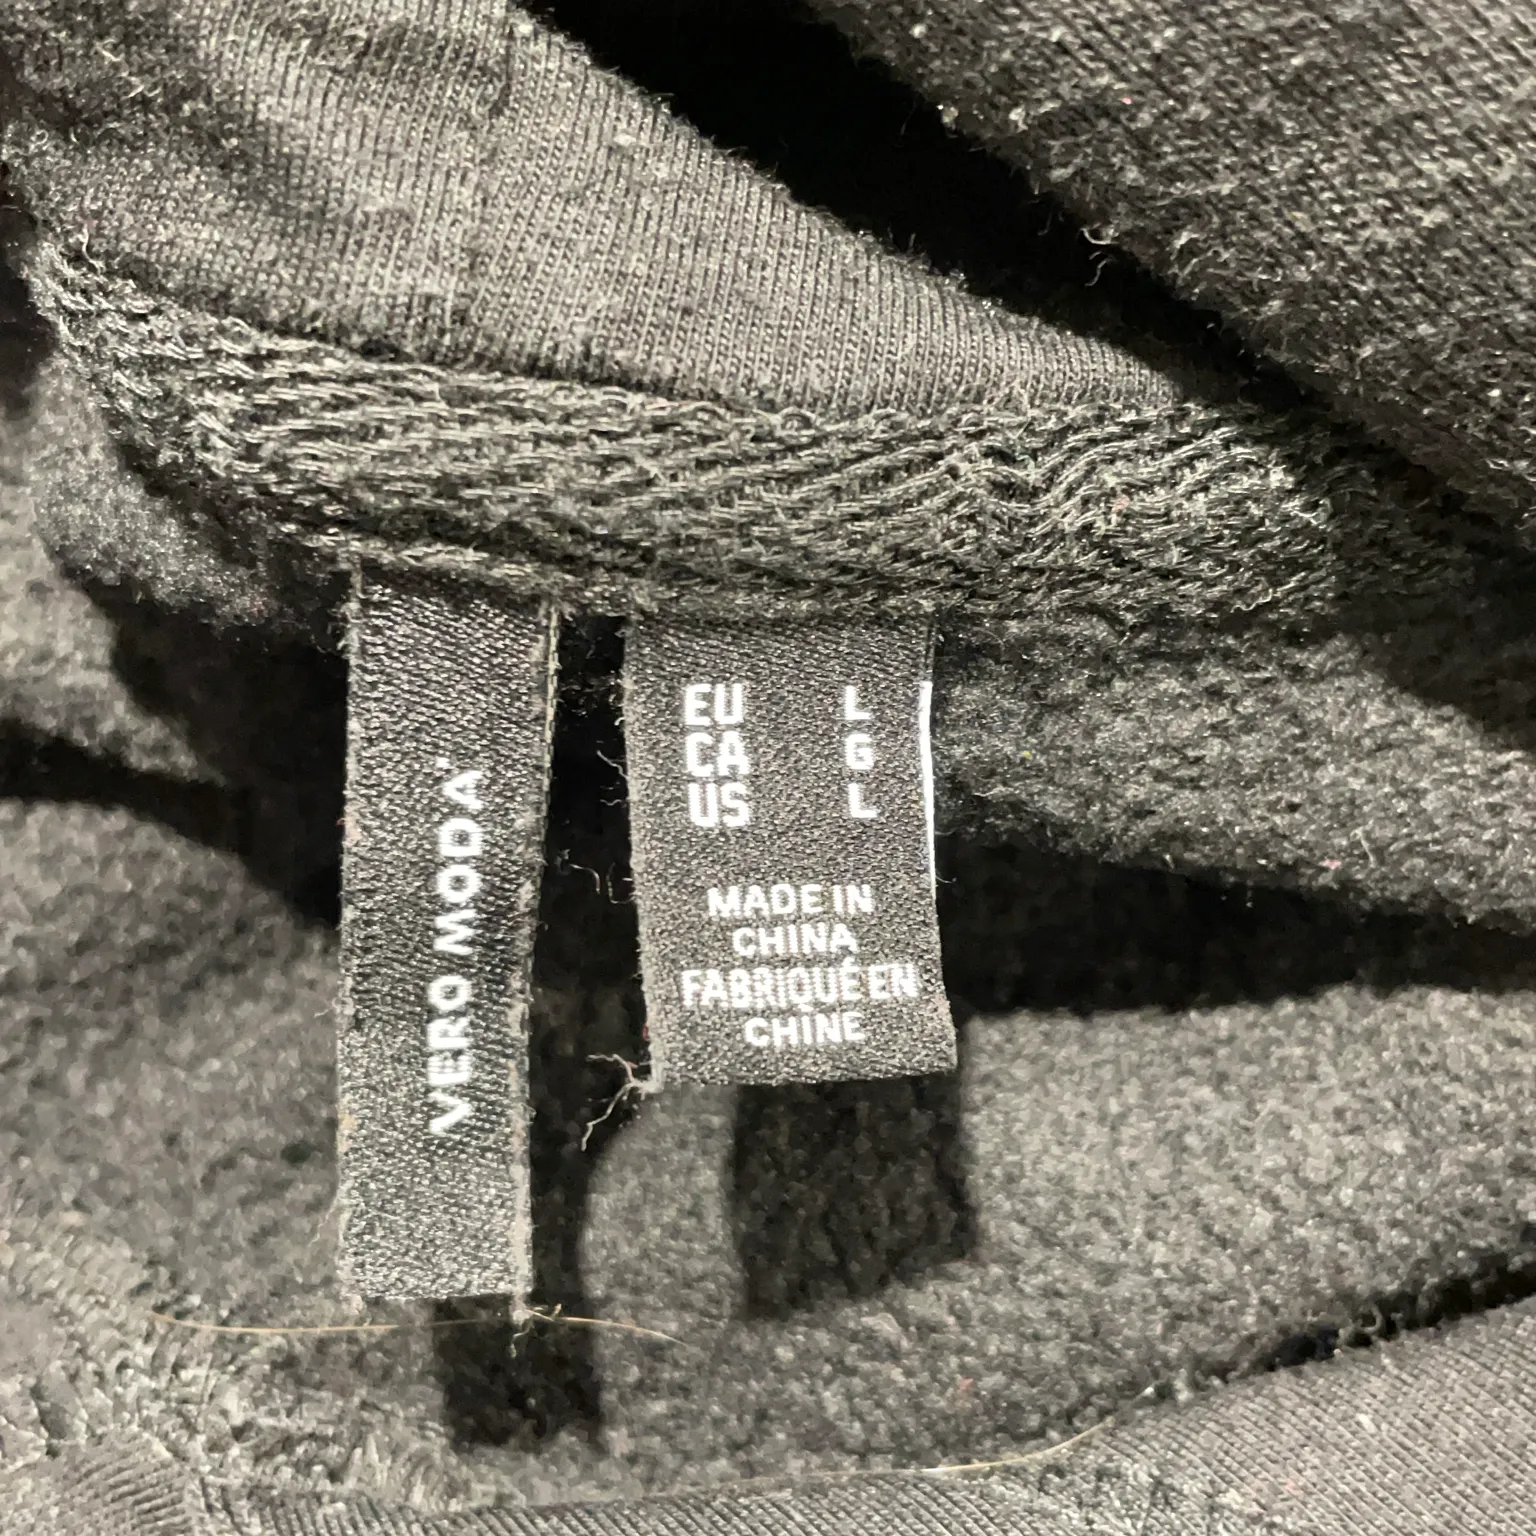 VERO MODA
EU L
CA G
US L
MADE IN
CHINA
FABRIQUÉ EN
CHINE